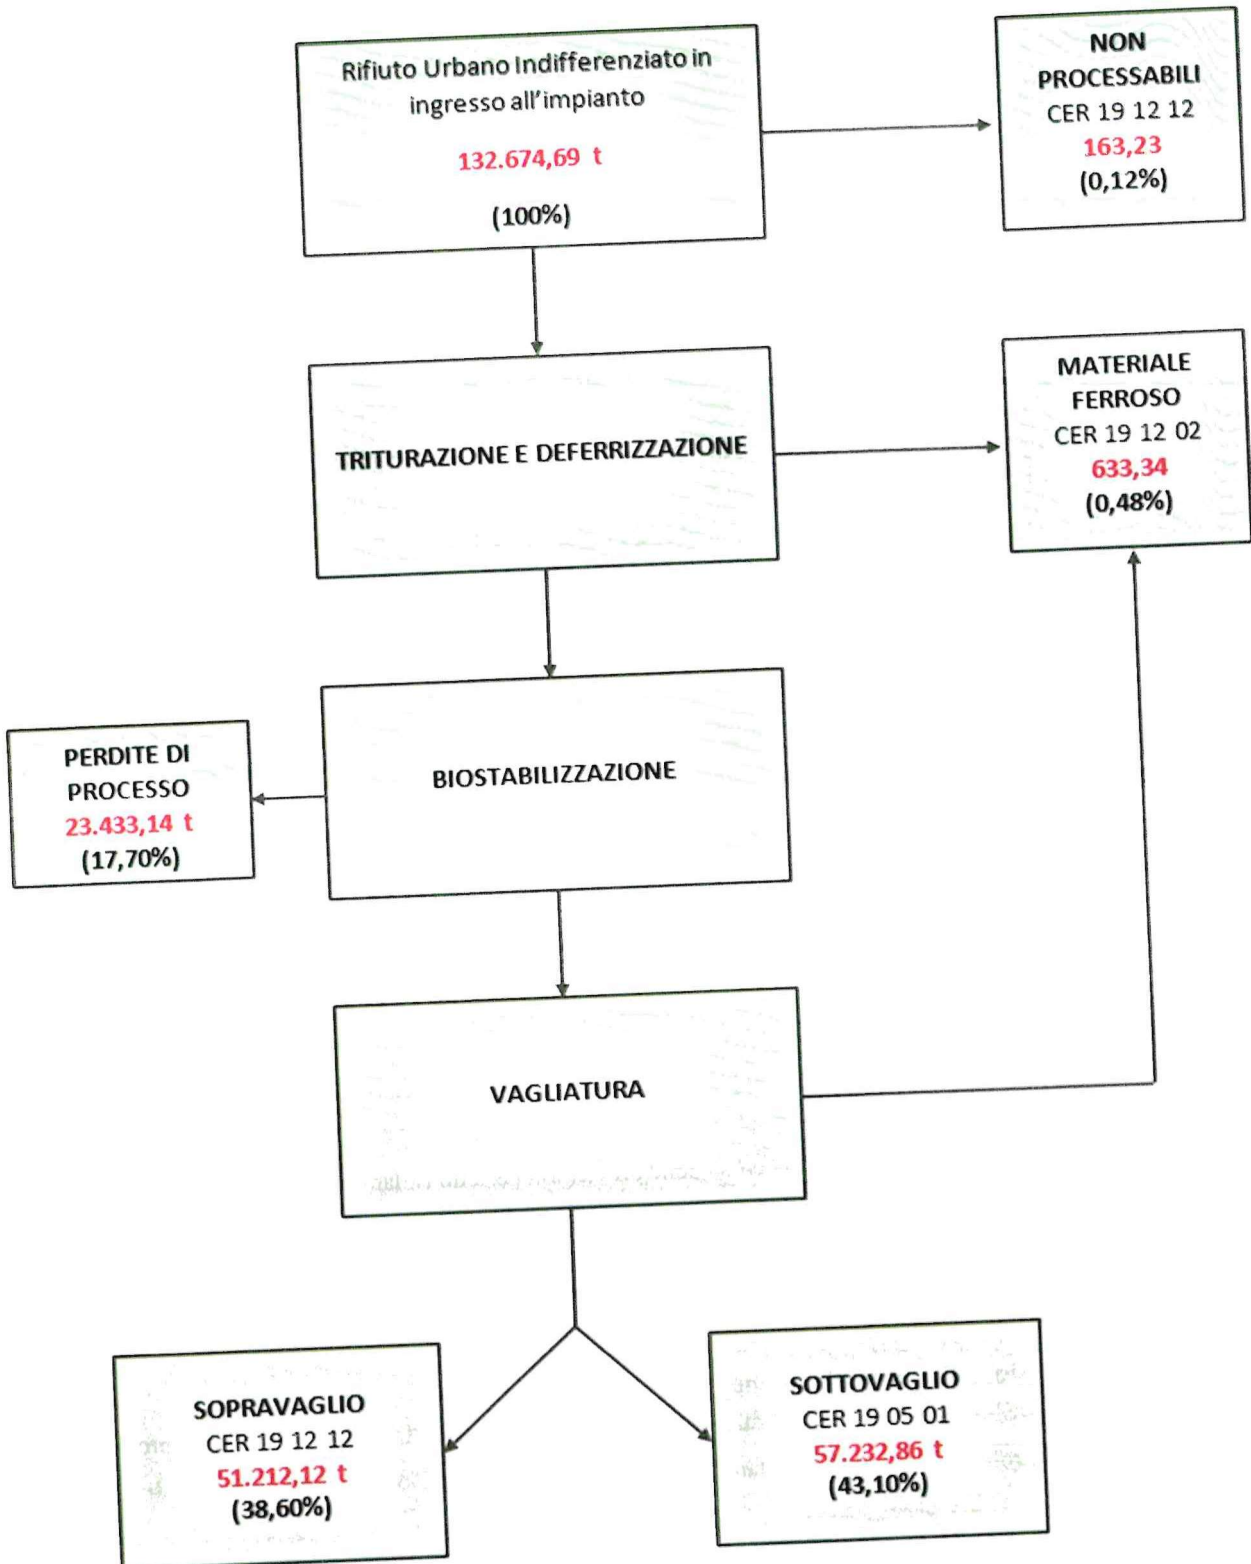 Rifiuto Urbano Indifferenziato in
ingresso all'impianto
132.674,69 t
(100%)
NON
PROCESSABILI
CER 19 12 12
163,23
(0,12%)
TRITURAZIONE E DEFERRIZZAZIONE
MATERIALE
FERROSO
CER 19 12 02
633,34
(0,48%)
PERDITE DI
PROCESSO
23.433,14 t
(17,70%)
BIOSTABILIZZAZIONE
VAGLIATURA
SOPRAVAGLIO
CER 19 12 12
51.212,12 t
(38,60%)
SOTTOVAGLIO
CER 19 05 01
57.232,86 t
(43,10%)